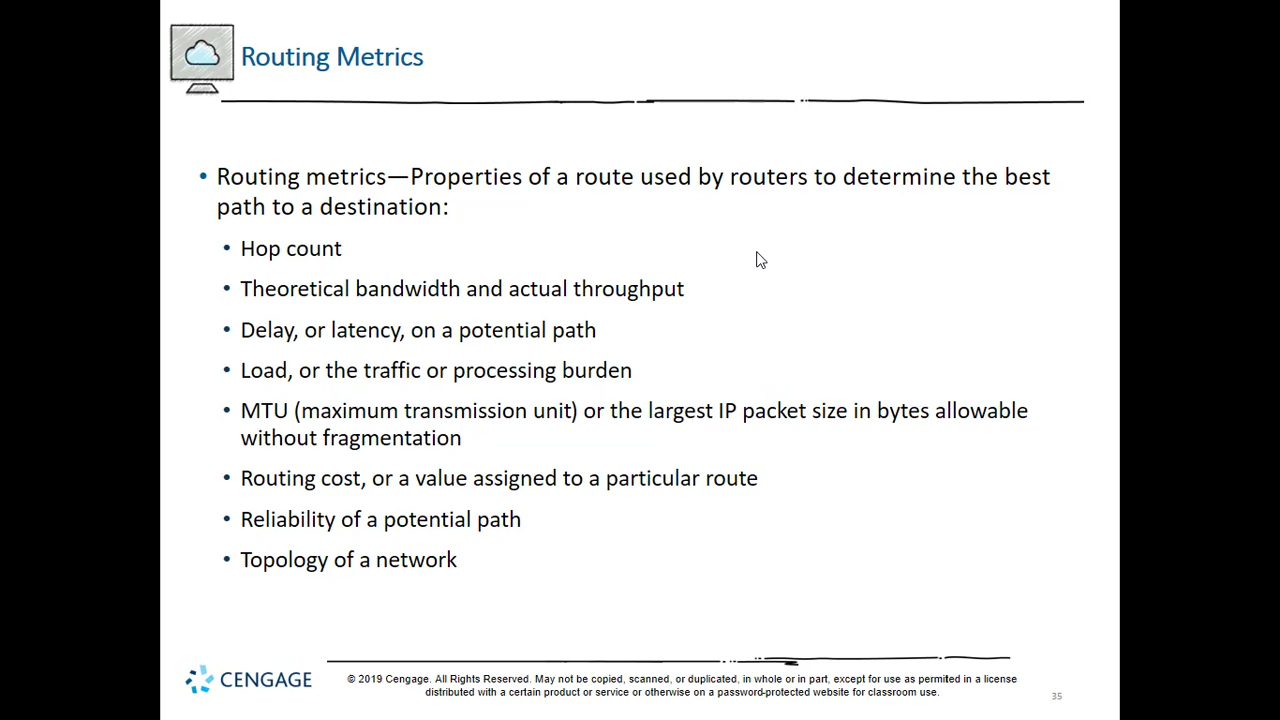 Routing Metrics
• Routing metrics—Properties of a route used by routers to determine the best
path to a destination:
• Hop count
• Theoretical bandwidth and actual throughput
• Delay, or latency, on a potential path
• Load, or the traffic or processing burden
• MTU (maximum transmission unit) or the largest IP packet size in bytes allowable
without fragmentation
• Routing cost, or a value assigned to a particular route
• Reliability of a potential path
• Topology of a network
CENGAGE
© 2019 Cengage. All Rights Reserved. May not be copied, scanned, or duplicated, in whole or in part, except for use as permitted in a license
distributed with a certain product or service or otherwise on a password-protected website for classroom use.
35